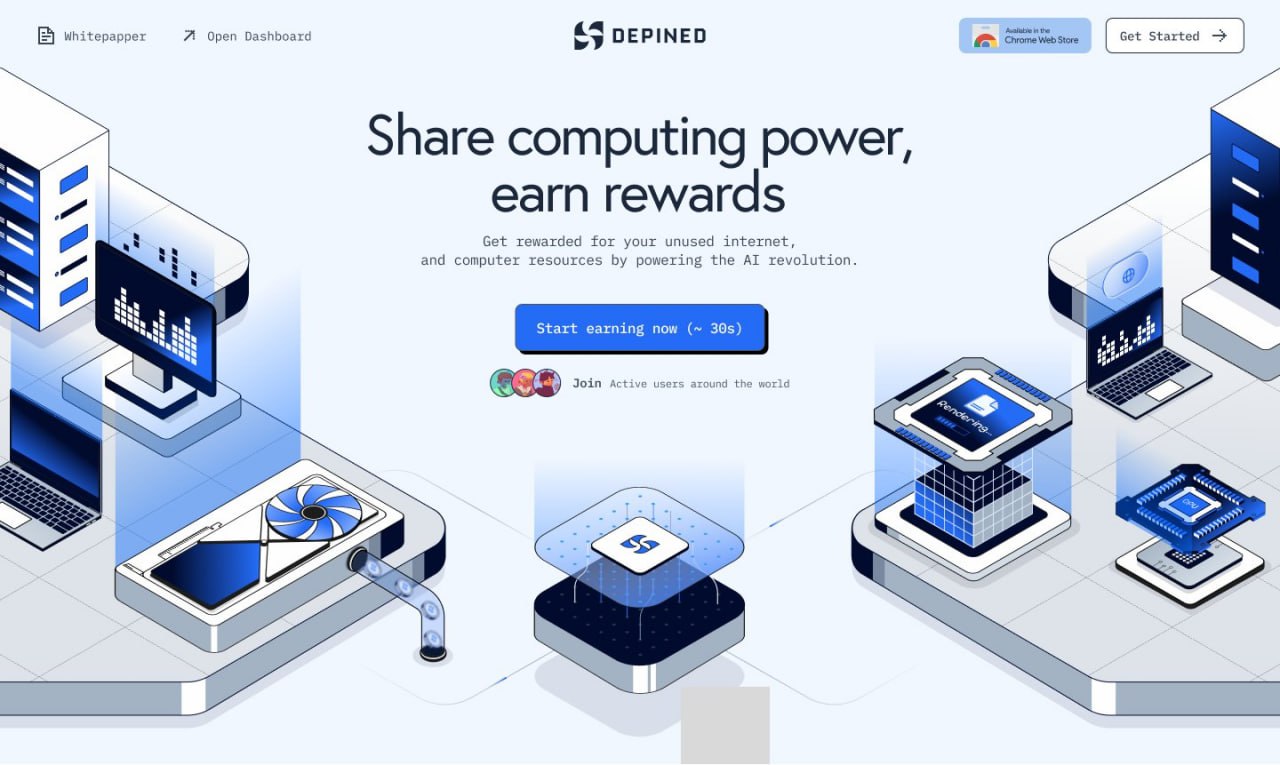 Whitepapper
Open Dashboard
DEPINED
Available in the
Chrome Web Store
Get Started
Share computing power,
earn rewards
Get rewarded for your unused internet,
and computer resources by powering the AI revolution.
Start earning now (~ 30s)
Join Active users around the world
Rendering...